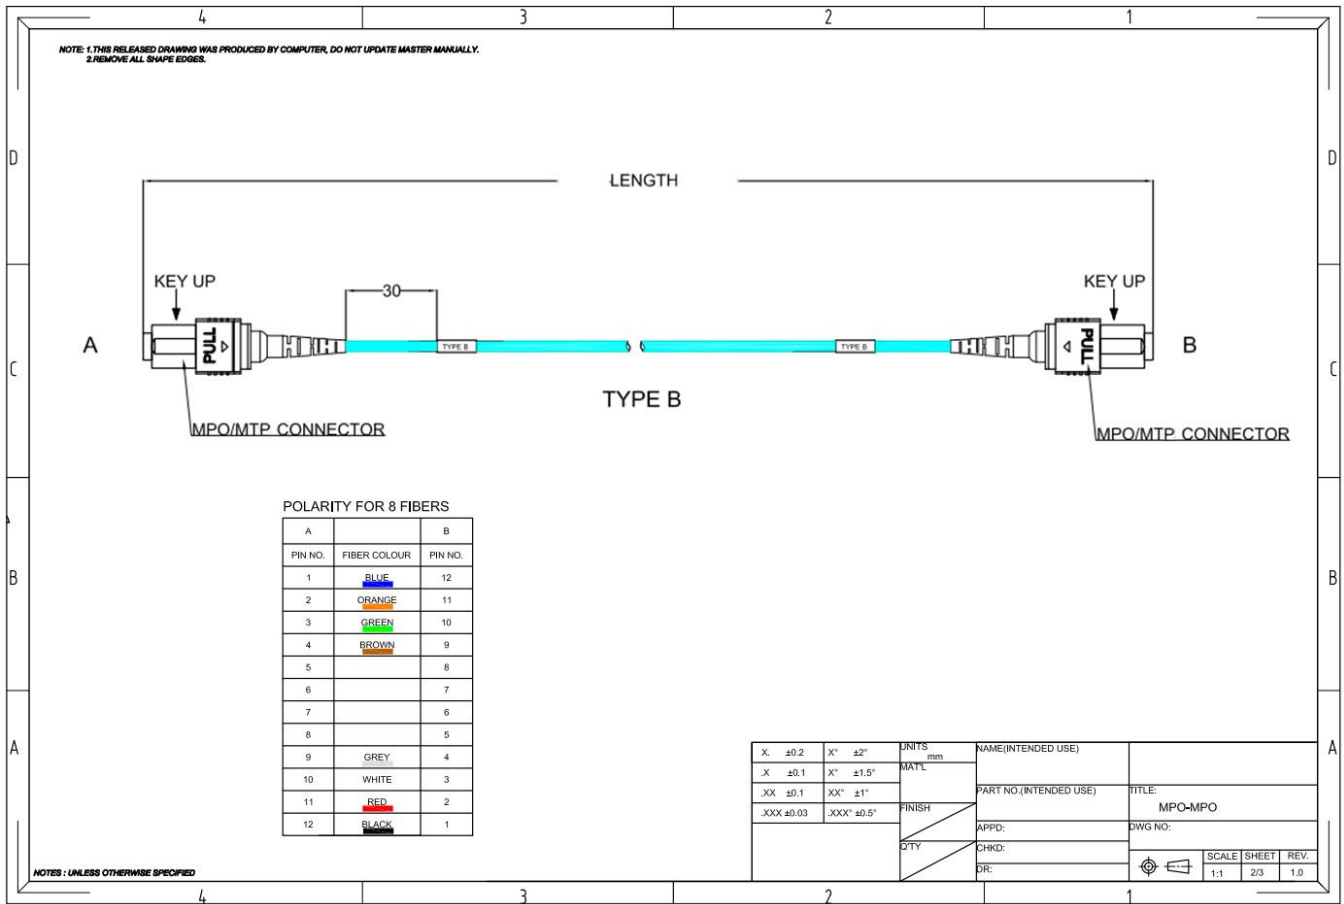 4 3 2 1
NOTE: 1.THIS RELEASED DRAWING WAS PRODUCED BY COMPUTER, DO NOT UPDATE MASTER MANUALLY.
2.REMOVE ALL SHAPE EDGES.
D D
LENGTH
KEY UP KEY UP
30
A PULL TYPE B TYPE B PULL B
C C
TYPE B
MPO/MTP CONNECTOR MPO/MTP CONNECTOR
POLARITY FOR 8 FIBERS
A B
PIN NO. FIBER COLOUR PIN NO.
B B
1 BLUE 12
2 ORANGE 11
3 GREEN 10
4 BROWN 9
5 8
6 7
7 6
8 5
9 GREY 4
10 WHITE 3
11 RED 2
12 BLACK 1
A A
X. ±0.2 X° ±2°
.X ±0.1 X° ±1.5°
.XX ±0.1 XX° ±1°
.XXX ±0.03 .XXX° ±0.5°
UNITS
mm
MAT'L
FINISH
Q'TY
NAME(INTENDED USE)
PART NO.(INTENDED USE)
APPD:
CHKD:
DR:
TITLE:
MPO-MPO
DWG NO:
SCALE SHEET REV.
1:1 2/3 1.0
NOTES : UNLESS OTHERWISE SPECIFIED
4 3 2 1